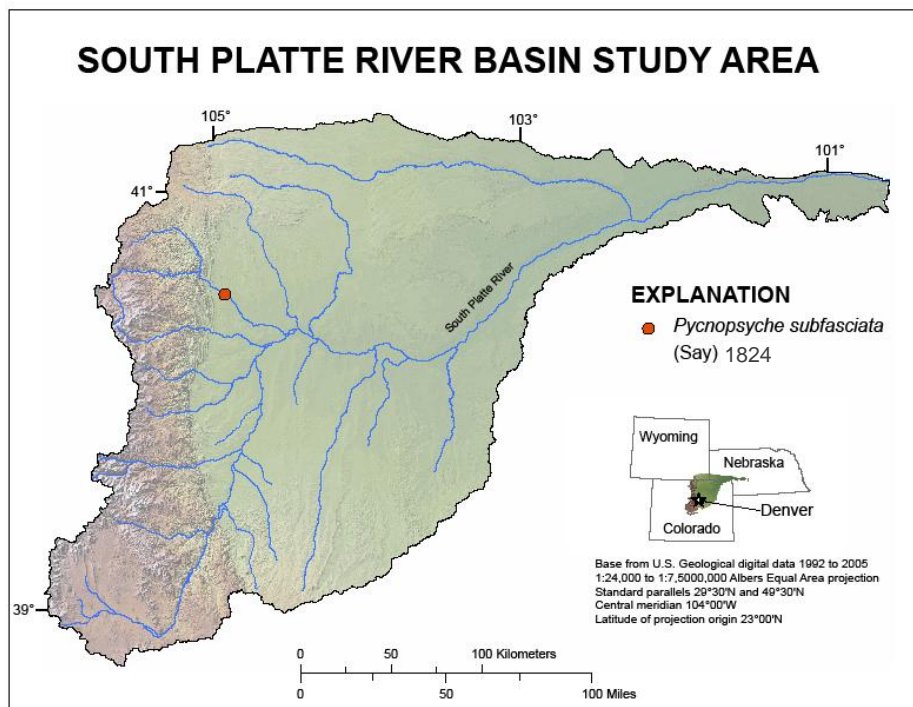 SOUTH PLATTE RIVER BASIN STUDY AREA
105°
103°
101°
41°
South Platte River
EXPLANATION
Pycnopsyche subfasciata
(Say) 1824
Wyoming
Nebraska
Denver
Colorado
Base from U.S. Geological digital data 1992 to 2005
1:24,000 to 1:7,5000,000 Albers Equal Area projection
Standard parallels 29°30'N and 49°30'N
Central meridian 104°00'W
Latitude of projection origin 23°00'N
39°
0 100 Kilometers
0 50 100 Miles